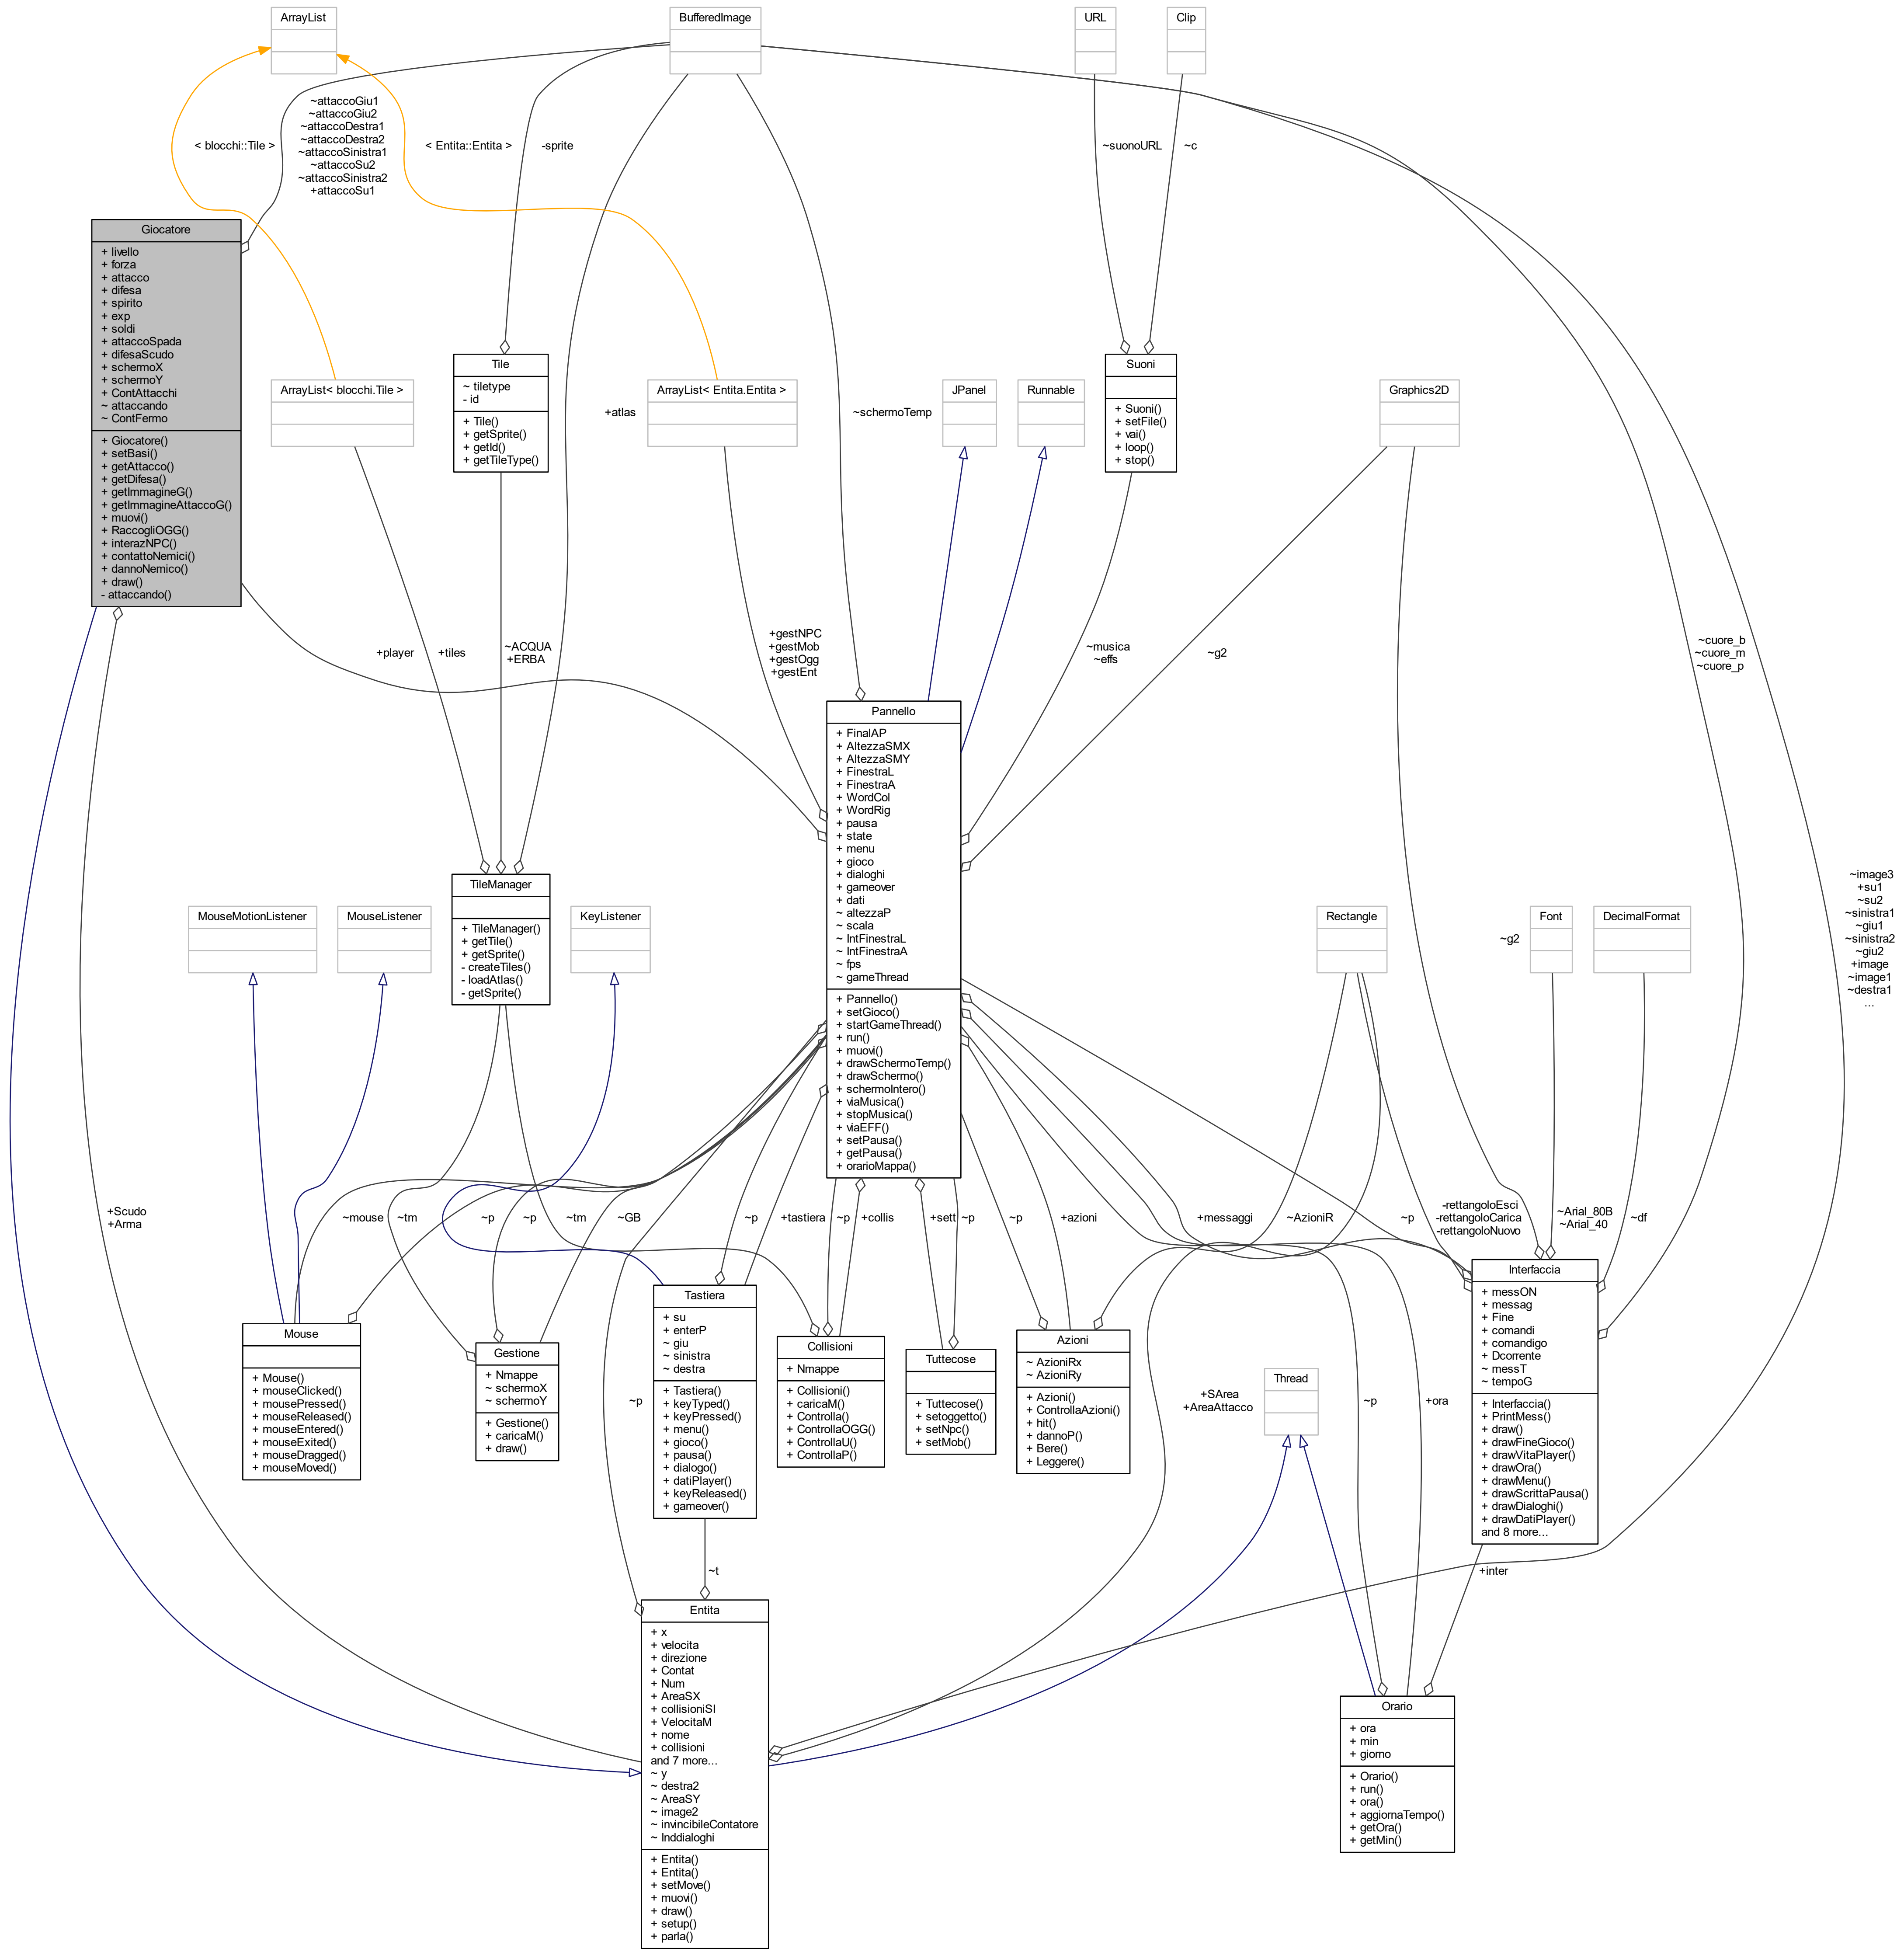 ArrayList
BufferedImage
URL
Clip
~attaccoGiu1
~attaccoGiu2
~attaccoDestra1
~attaccoDestra2
~attaccoSinistra1
~attaccoSu2
~attaccoSinistra2
+attaccoSu1
< blocchi::Tile >
< Entita::Entita >
-sprite
~suonoURL
~c
Giocatore
+ livello
+ forza
+ attacco
+ difesa
+ spirito
+ exp
+ soldi
+ attaccoSpada
+ difesaScudo
+ schermoX
+ schermoY
+ ContAttacchi
~ attaccando
~ ContFermo
+ Giocatore()
+ setBasi()
+ getAttacco()
+ getDifesa()
+ getImmagineG()
+ getImmagineAttaccoG()
+ muovi()
+ RaccogliOGG()
+ interazNPC()
+ contattoNemici()
+ dannoNemico()
+ draw()
- attaccando()
ArrayList< blocchi.Tile >
Tile
~ tiletype
- id
+ Tile()
+ getSprite()
+ getId()
+ getTileType()
+atlas
ArrayList< Entita.Entita >
~schermoTemp
JPanel
Runnable
Suoni
+ Suoni()
+ setFile()
+ vai()
+ loop()
+ stop()
Graphics2D
+player
+tiles
~ACQUA
+ERBA
+gestNPC
+gestMob
+gestOgg
+gestEnt
~musica
~effs
~g2
~cuore_b
~cuore_m
~cuore_p
Pannello
+ FinalAP
+ AltezzaSMX
+ AltezzaSMY
+ FinestraL
+ FinestraA
+ WordCol
+ WordRig
+ pausa
+ state
+ menu
+ gioco
+ dialoghi
+ gameover
+ dati
~ altezzaP
~ scala
~ IntFinestraL
~ IntFinestraA
~ fps
~ gameThread
+ Pannello()
+ setGioco()
+ startGameThread()
+ run()
+ muovi()
+ drawSchermoTemp()
+ drawSchermo()
+ schermoIntero()
+ viaMusica()
+ stopMusica()
+ viaEFF()
+ setPausa()
+ getPausa()
+ orarioMappa()
TileManager
+ TileManager()
+ getTile()
+ getSprite()
- createTiles()
- loadAtlas()
- getSprite()
MouseMotionListener
MouseListener
KeyListener
Rectangle
~g2
Font
DecimalFormat
~image3
+su1
~su2
~sinistra1
~giu1
~sinistra2
~giu2
+image
~image1
~destra1
...
+Scudo
+Arma
~mouse
~tm
~p
~tm
~GB
~p
+tastiera
~p
+collis
+sett
~p
~p
+azioni
~AzioniR
+messaggi
-rettangoloEsci
-rettangoloCarica
-rettangoloNuovo
~p
~Arial_80B
~Arial_40
~df
~p
Mouse
+ Mouse()
+ mouseClicked()
+ mousePressed()
+ mouseReleased()
+ mouseEntered()
+ mouseExited()
+ mouseDragged()
+ mouseMoved()
Gestione
+ Nmappe
~ schermoX
~ schermoY
+ Gestione()
+ caricaM()
+ draw()
Tastiera
+ su
+ enterP
~ giu
~ sinistra
~ destra
+ Tastiera()
+ keyTyped()
+ keyPressed()
+ menu()
+ gioco()
+ pausa()
+ dialogo()
+ datiPlayer()
+ keyReleased()
+ gameover()
Collisioni
+ Nmappe
+ Collisioni()
+ caricaM()
+ Controlla()
+ ControllaOGG()
+ ControllaU()
+ ControllaP()
Tuttecose
+ Tuttecose()
+ setoggetto()
+ setNpc()
+ setMob()
Azioni
~ AzioniRx
~ AzioniRy
+ Azioni()
+ ControllaAzioni()
+ hit()
+ dannoP()
+ Bere()
+ Leggere()
+SArea
+AreaAttacco
Thread
~p
+ora
Interfaccia
+ messON
+ messag
+ Fine
+ comandi
+ comandigo
+ Dcorrente
~ messT
~ tempoG
+ Interfaccia()
+ PrintMess()
+ draw()
+ drawFineGioco()
+ drawVitaPlayer()
+ drawOra()
+ drawMenu()
+ drawScrittaPausa()
+ drawDialoghi()
+ drawDatiPlayer()
and 8 more...
~t
+inter
Entita
+ x
+ velocita
+ direzione
+ Contat
+ Num
+ AreaSX
+ collisioniSI
+ VelocitaM
+ nome
+ collisioni
and 7 more...
~ y
~ destra2
~ AreaSY
~ image2
~ invincibileContatore
~ Inddialoghi
+ Entita()
+ Entita()
+ setMove()
+ muovi()
+ draw()
+ setup()
+ parla()
Orario
+ ora
+ min
+ giorno
+ Orario()
+ run()
+ ora()
+ aggiornaTempo()
+ getOra()
+ getMin()